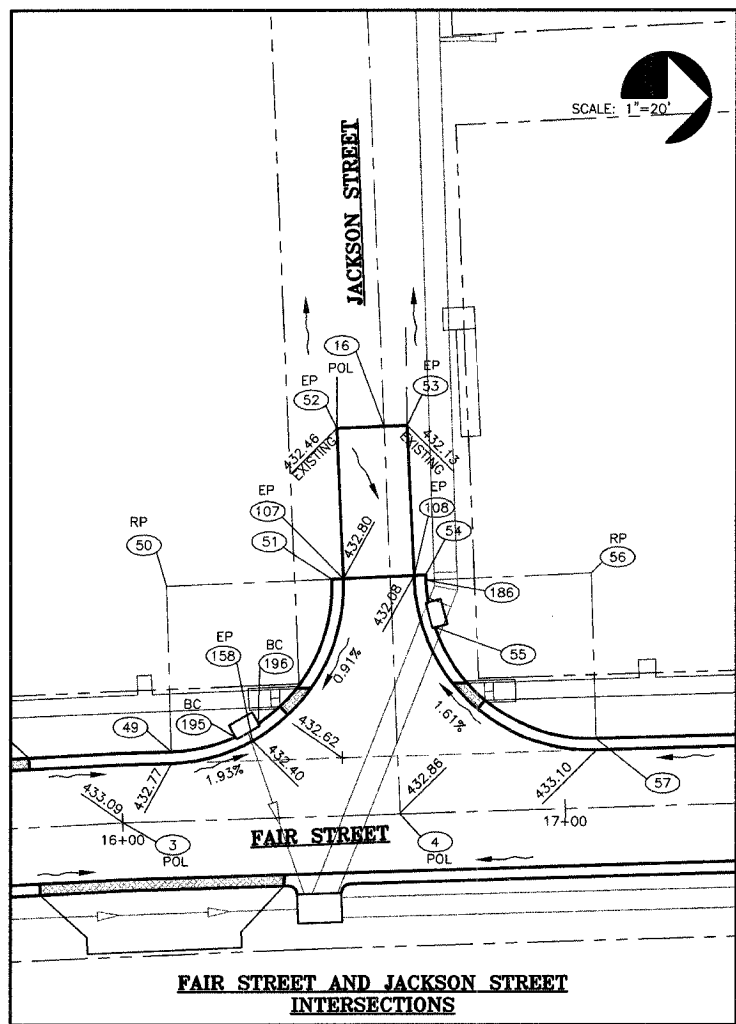 SCALE: 1"=20'
JACKSON STREET
16
POL
EP
52
EP
53
432.46
EXISTING
432.13
EXISTING
EP
107
EP
108
51
54
432.80
432.08
RP
50
RP
56
186
EP
158
BC
196
0.91%
55
BC
195
49
1.61%
432.62
57
1.93%
432.40
432.77
433.09
432.86
433.10
16+00
3
POL
FAIR STREET
4
POL
17+00
FAIR STREET AND JACKSON STREET
INTERSECTIONS